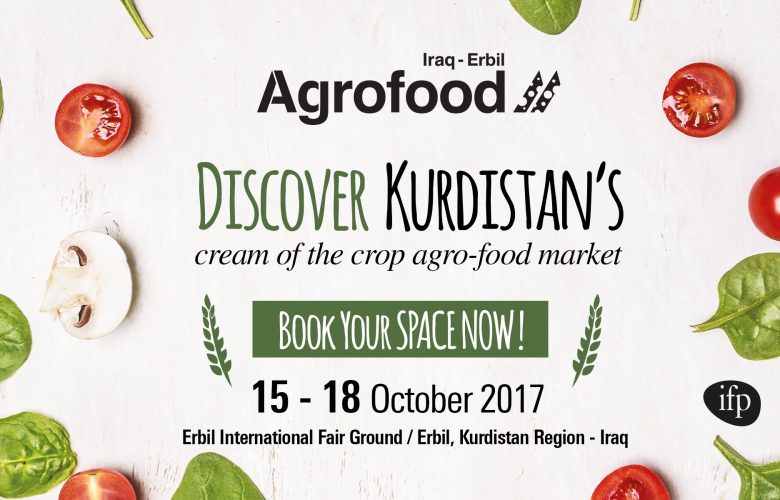 Iraq - Erbil
Agrofood
DISCOVER KURDISTAN'S
cream of the crop agro-food market
BOOK YOUR SPACE NOW!
15 - 18 October 2017
ifp
Erbil International Fair Ground / Erbil, Kurdistan Region - Iraq